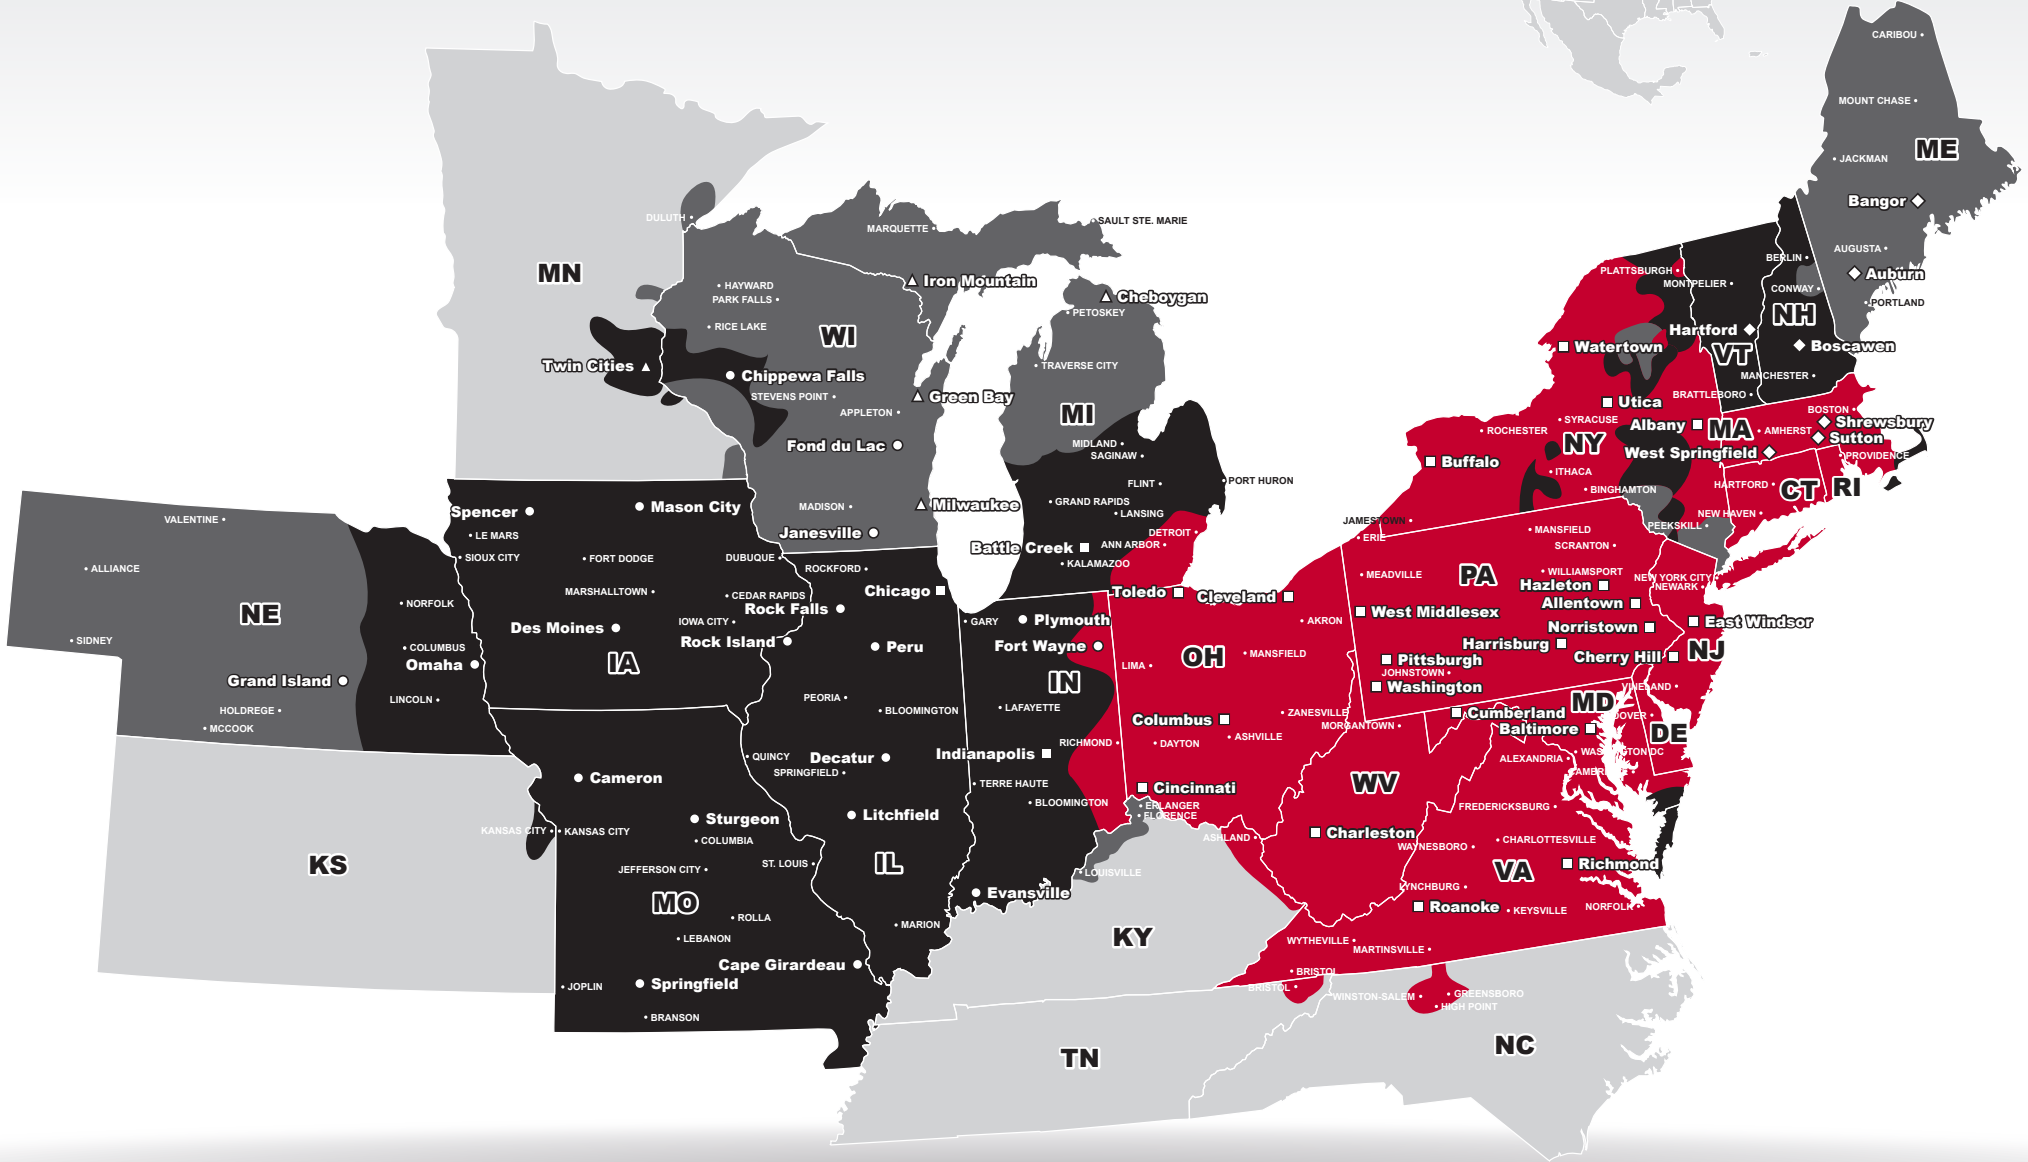 CARIBOU
MOUNT CHASE
ME
JACKMAN
Bangor
DULUTH
SAULT STE. MARIE
MARQUETTE
AUGUSTA
BERLIN
MN
PLATTSBURGH
Auburn
Iron Mountain
HAYWARD
MONTPELIER
CONWAY
PARK FALLS
Cheboygan
PORTLAND
PETOSKEY
NH
RICE LAKE
WI
Hartford
Watertown
VT
Boscawen
Twin Cities
TRAVERSE CITY
Chippewa Falls
MANCHESTER
STEVENS POINT
Green Bay
BRATTLEBORO
Utica
APPLETON
MI
BOSTON
SYRACUSE
Shrewsbury
Albany
MA
AMHERST
ROCHESTER
Sutton
MIDLAND
NY
Fond du Lac
SAGINAW
West Springfield
PROVIDENCE
Buffalo
ITHACA
FLINT
PORT HURON
HARTFORD
CT
RI
BINGHAMTON
GRAND RAPIDS
Milwaukee
MADISON
Mason City
Spencer
LANSING
NEW HAVEN
VALENTINE
JAMESTOWN
PEEKSKILL
MANSFIELD
Janesville
DETROIT
LE MARS
ERIE
ANN ARBOR
SCRANTON
Battle Creek
SIOUX CITY
FORT DODGE
DUBUQUE
KALAMAZOO
ALLIANCE
ROCKFORD
WILLIAMSPORT
MEADVILLE
PA
NEW YORK CITY
NEWARK
Hazleton
Chicago
MARSHALLTOWN
CEDAR RAPIDS
Toledo
Cleveland
NORFOLK
Allentown
Rock Falls
West Middlesex
NE
IOWA CITY
GARY
Plymouth
AKRON
East Windsor
Des Moines
Norristown
SIDNEY
Rock Island
Harrisburg
Peru
Fort Wayne
COLUMBUS
NJ
MANSFIELD
OH
Cherry Hill
Pittsburgh
IA
Omaha
LIMA
JOHNSTOWN
Grand Island
IN
Washington
VINELAND
LINCOLN
PEORIA
MD
HOLDREGE
BLOOMINGTON
LAFAYETTE
ZANESVILLE
Cumberland
DOVER
Columbus
MCCOOK
MORGANTOWN
Baltimore
DE
ASHVILLE
RICHMOND
DAYTON
WASHINGTON DC
Indianapolis
QUINCY
Decatur
ALEXANDRIA
SPRINGFIELD
Cameron
TERRE HAUTE
WV
Cincinnati
BLOOMINGTON
ERLANGER
FREDERICKSBURG
Litchfield
FLORENCE
Sturgeon
KANSAS CITY
KANSAS CITY
Charleston
ASHLAND
COLUMBIA
CHARLOTTESVILLE
WAYNESBORO
KS
ST. LOUIS
IL
Richmond
JEFFERSON CITY
VA
LOUISVILLE
LYNCHBURG
Evansville
MO
Roanoke
NORFOLK
KEYSVILLE
ROLLA
MARION
LEBANON
KY
WYTHEVILLE
MARTINSVILLE
Cape Girardeau
BRISTOL
Springfield
JOPLIN
BRISTOL
GREENSBORO
WINSTON-SALEM
HIGH POINT
BRANSON
NC
TN